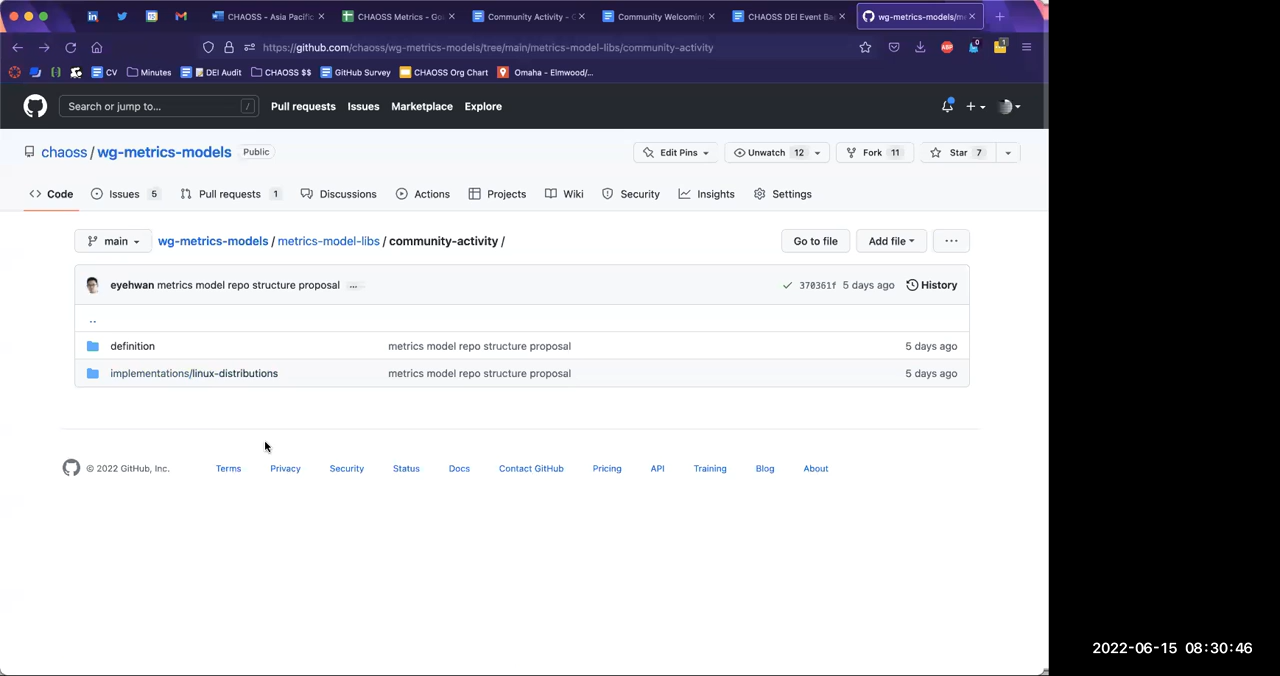 CHAOSS - Asia Pacific
CHAOSS Metrics - Go
Community Activity - C
Community Welcoming
CHAOSS DEI Event Ba
wg-metrics-models/me
https://github.com/chaoss/wg-metrics-models/tree/main/metrics-model-libs/community-activity
CV
Minutes
DEI Audit
CHAOSS $$
GitHub Survey
CHAOSS Org Chart
Omaha - Elmwood/...
Search or jump to...
/
Pull requests
Issues
Marketplace
Explore
chaoss / wg-metrics-models
Public
Edit Pins
Unwatch 12
Fork 11
Star 7
Code
Issues 5
Pull requests 1
Discussions
Actions
Projects
Wiki
Security
Insights
Settings
main
wg-metrics-models / metrics-model-libs / community-activity /
Go to file
Add file
...
eyehwan metrics model repo structure proposal ...
370361f 5 days ago
History
..
definition
metrics model repo structure proposal
5 days ago
implementations/linux-distributions
metrics model repo structure proposal
5 days ago
© 2022 GitHub, Inc.
Terms
Privacy
Security
Status
Docs
Contact GitHub
Pricing
API
Training
Blog
About
2022-06-15 08:30:46